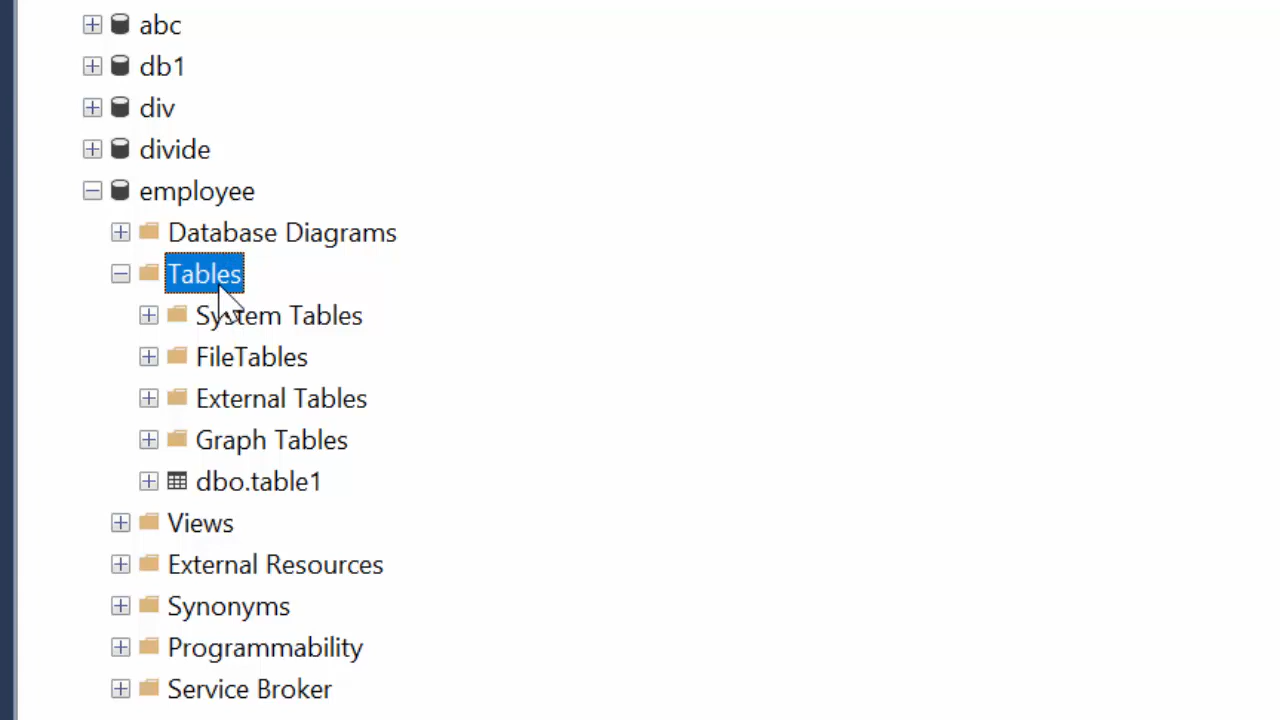 abc
db1
div
divide
employee
Database Diagrams
Tables
System Tables
FileTables
External Tables
Graph Tables
dbo.table1
Views
External Resources
Synonyms
Programmability
Service Broker